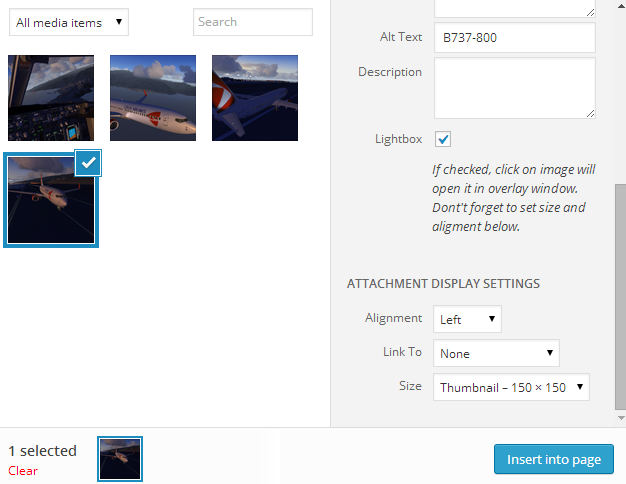 All media items
Search
Alt Text
B737-800
Description
Lightbox
If checked, click on image will
open it in overlay window.
Dont't forget to set size and
aligment below.
ATTACHMENT DISPLAY SETTINGS
Alignment
Left
Link To
None
Size
Thumbnail – 150 × 150
1 selected
Clear
Insert into page